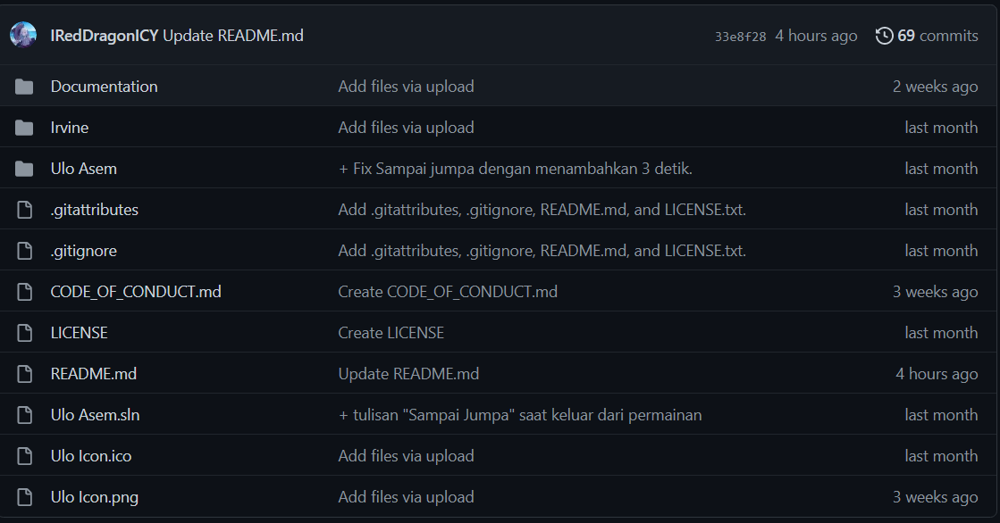 IRedDragonICY Update README.md 33e8f28 4 hours ago 69 commits
Documentation Add files via upload 2 weeks ago
Irvine Add files via upload last month
Ulo Asem + Fix Sampai jumpa dengan menambahkan 3 detik. last month
.gitattributes Add .gitattributes, .gitignore, README.md, and LICENSE.txt. last month
.gitignore Add .gitattributes, .gitignore, README.md, and LICENSE.txt. last month
CODE_OF_CONDUCT.md Create CODE_OF_CONDUCT.md 3 weeks ago
LICENSE Create LICENSE last month
README.md Update README.md 4 hours ago
Ulo Asem.sln + tulisan "Sampai Jumpa" saat keluar dari permainan last month
Ulo Icon.ico Add files via upload last month
Ulo Icon.png Add files via upload 3 weeks ago